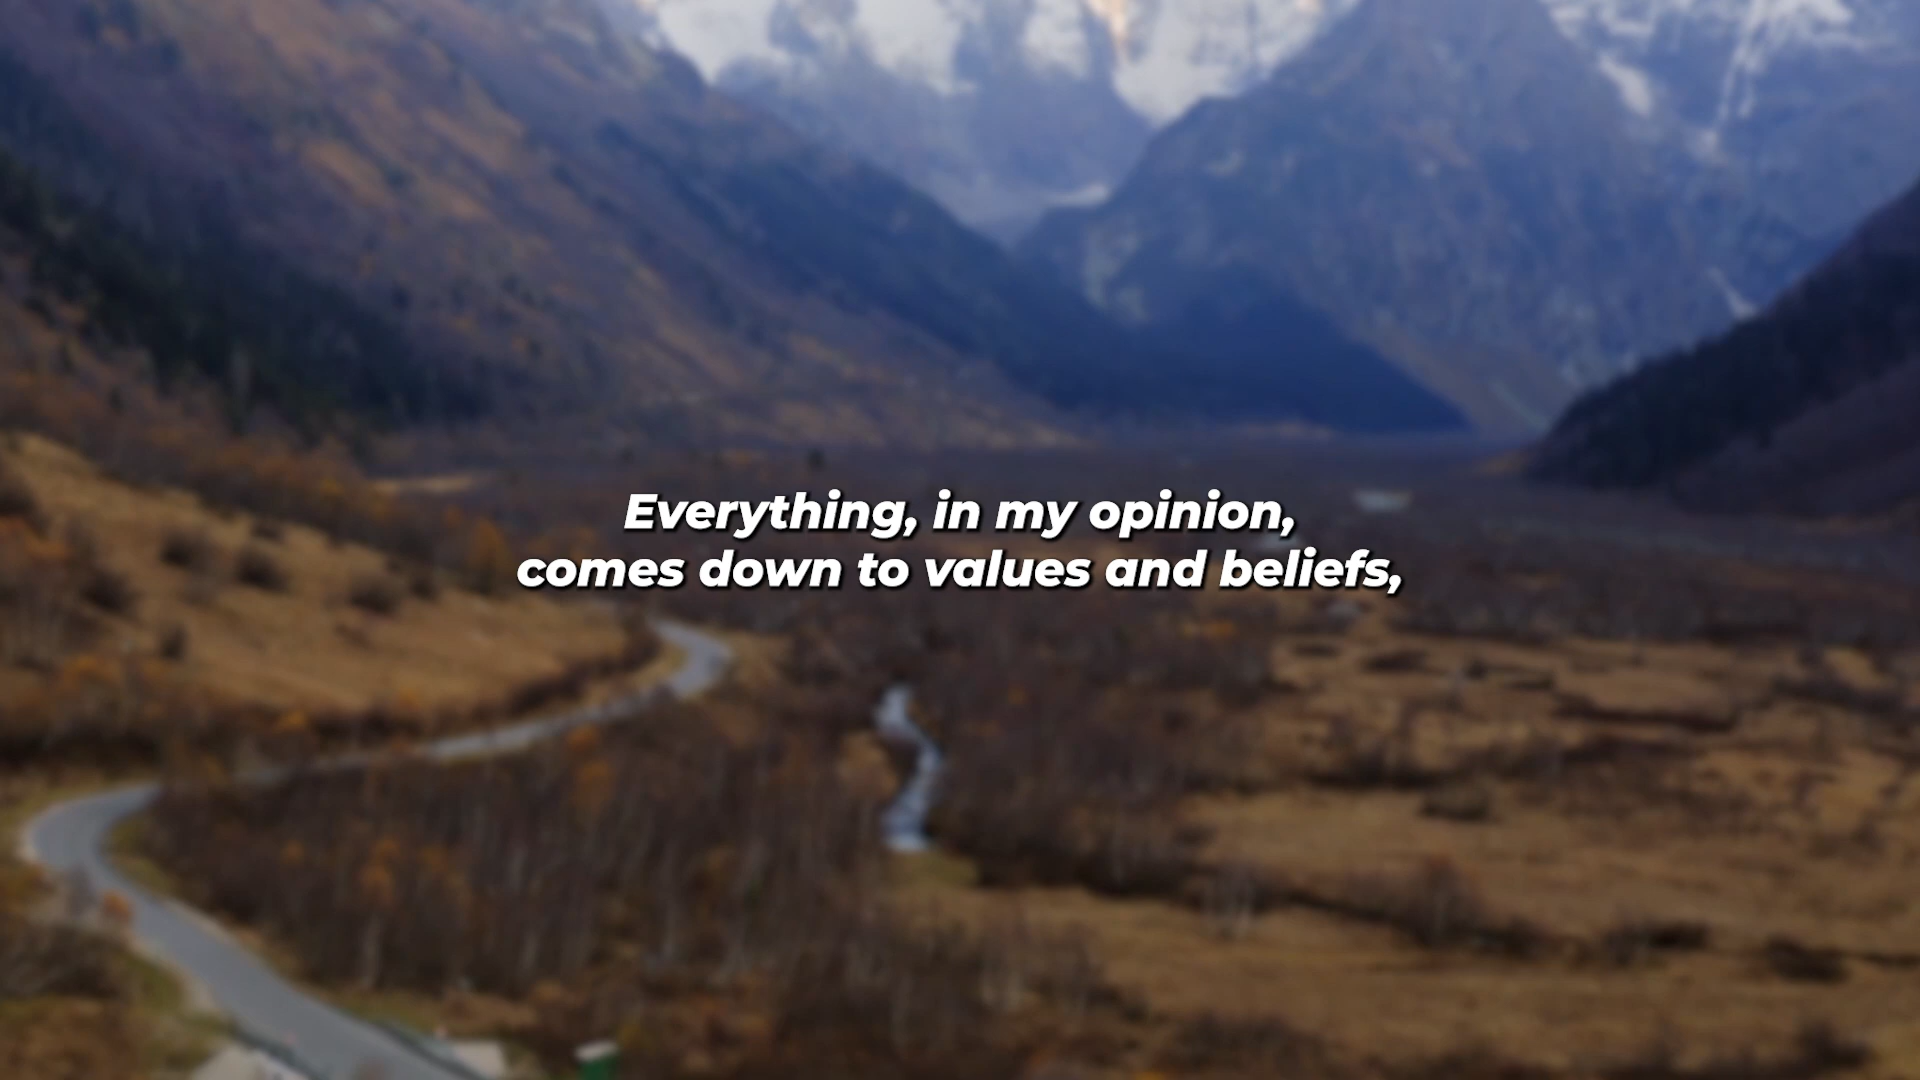 Everything, in my opinion,
comes down to values and beliefs,